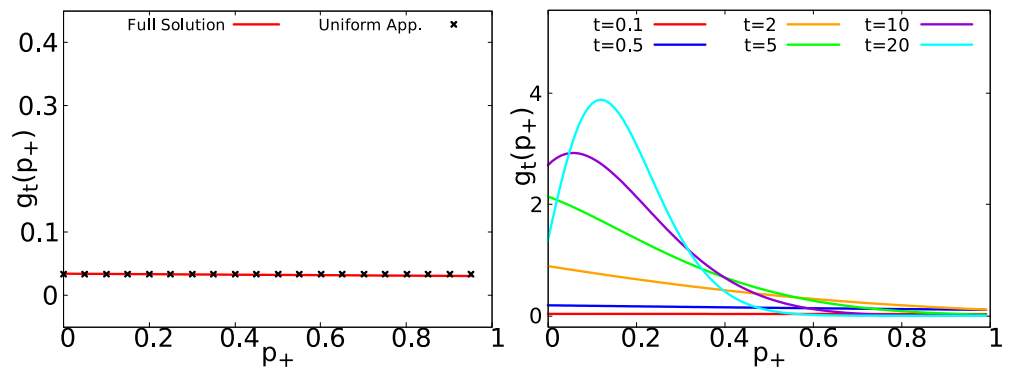 Full Solution Uniform App.
0.4
0.3
0.1
0
g_t(p_+)
0 0.2 0.4 0.6 0.8 1
p_+
t=0.1 t=2 t=10
t=0.5 t=5 t=20
4
2
0
g_t(p_+)
0 0.2 0.4 0.6 0.8 1
p_+